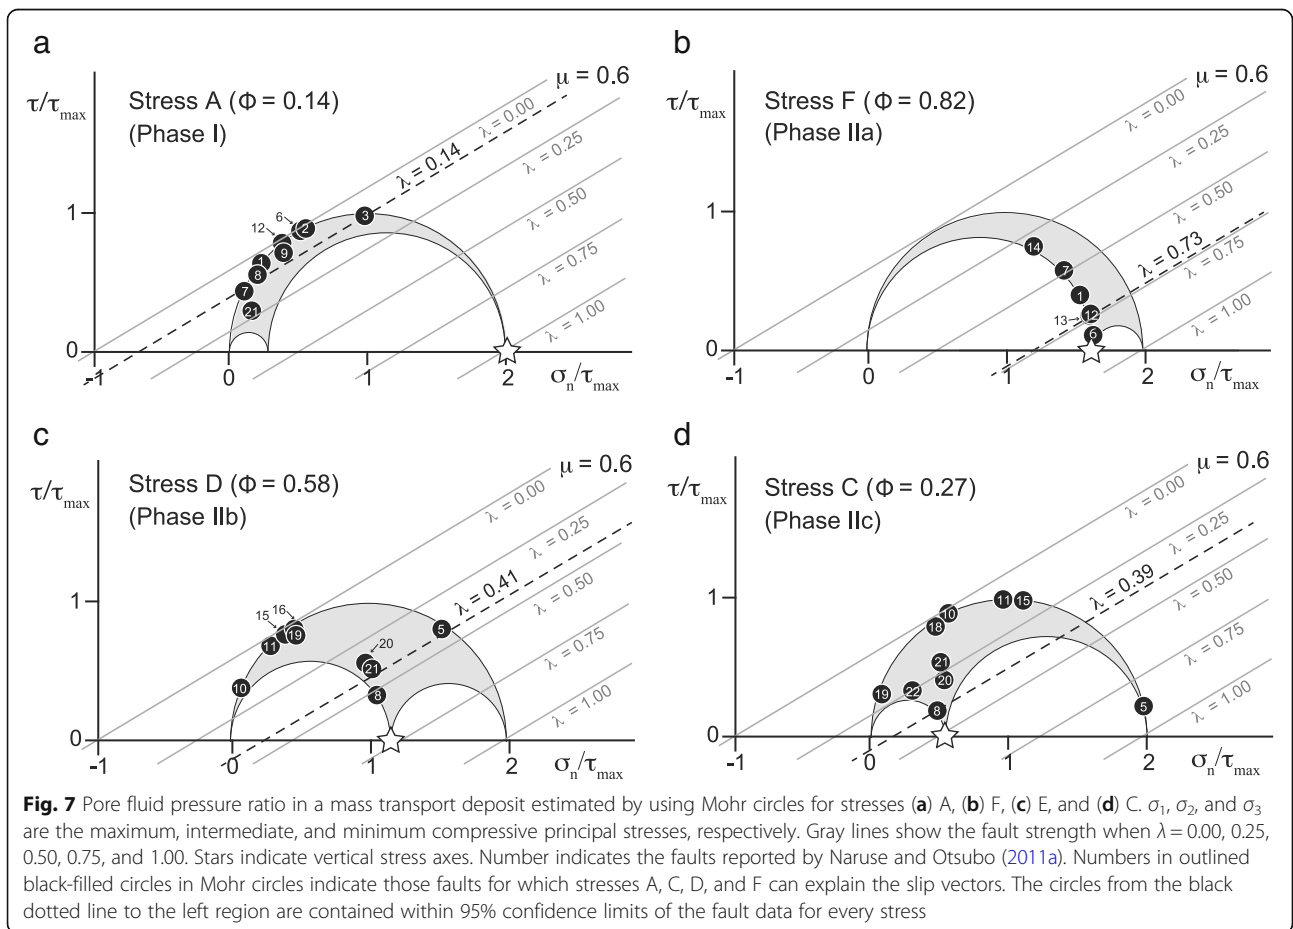 a
τ/τmax
Stress A (Φ = 0.14)
(Phase I)
μ = 0.6
λ = 0.00
λ = 0.14
λ = 0.25
λ = 0.50
λ = 0.75
λ = 1.00
1
0
6
12
2
3
9
1
8
7
21
-1
0
1
2
σn/τmax
b
τ/τmax
Stress F (Φ = 0.82)
(Phase IIa)
μ = 0.6
λ = 0.00
λ = 0.25
λ = 0.50
λ = 0.73
λ = 0.75
λ = 1.00
1
0
14
7
1
13
12
6
-1
0
1
2
σn/τmax
c
τ/τmax
Stress D (Φ = 0.58)
(Phase IIb)
μ = 0.6
λ = 0.00
λ = 0.25
λ = 0.41
λ = 0.50
λ = 0.75
λ = 1.00
1
0
15
16
19
11
10
5
20
21
8
-1
0
1
2
σn/τmax
d
τ/τmax
Stress C (Φ = 0.27)
(Phase IIc)
μ = 0.6
λ = 0.00
λ = 0.25
λ = 0.39
λ = 0.50
λ = 0.75
λ = 1.00
1
0
10
18
11
15
21
20
22
19
8
5
-1
0
1
2
σn/τmax
Fig. 7 Pore fluid pressure ratio in a mass transport deposit estimated by using Mohr circles for stresses (a) A, (b) F, (c) E, and (d) C. σ1, σ2, and σ3
are the maximum, intermediate, and minimum compressive principal stresses, respectively. Gray lines show the fault strength when λ = 0.00, 0.25,
0.50, 0.75, and 1.00. Stars indicate vertical stress axes. Number indicates the faults reported by Naruse and Otsubo (2011a). Numbers in outlined
black-filled circles in Mohr circles indicate those faults for which stresses A, C, D, and F can explain the slip vectors. The circles from the black
dotted line to the left region are contained within 95% confidence limits of the fault data for every stress